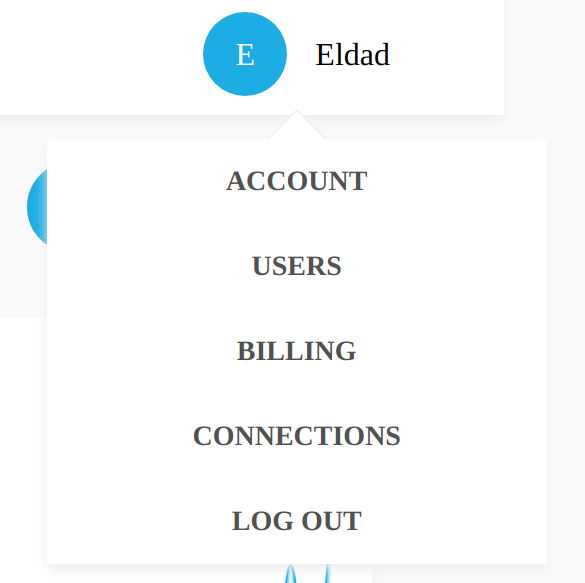 E Eldad
ACCOUNT
USERS
BILLING
CONNECTIONS
LOG OUT